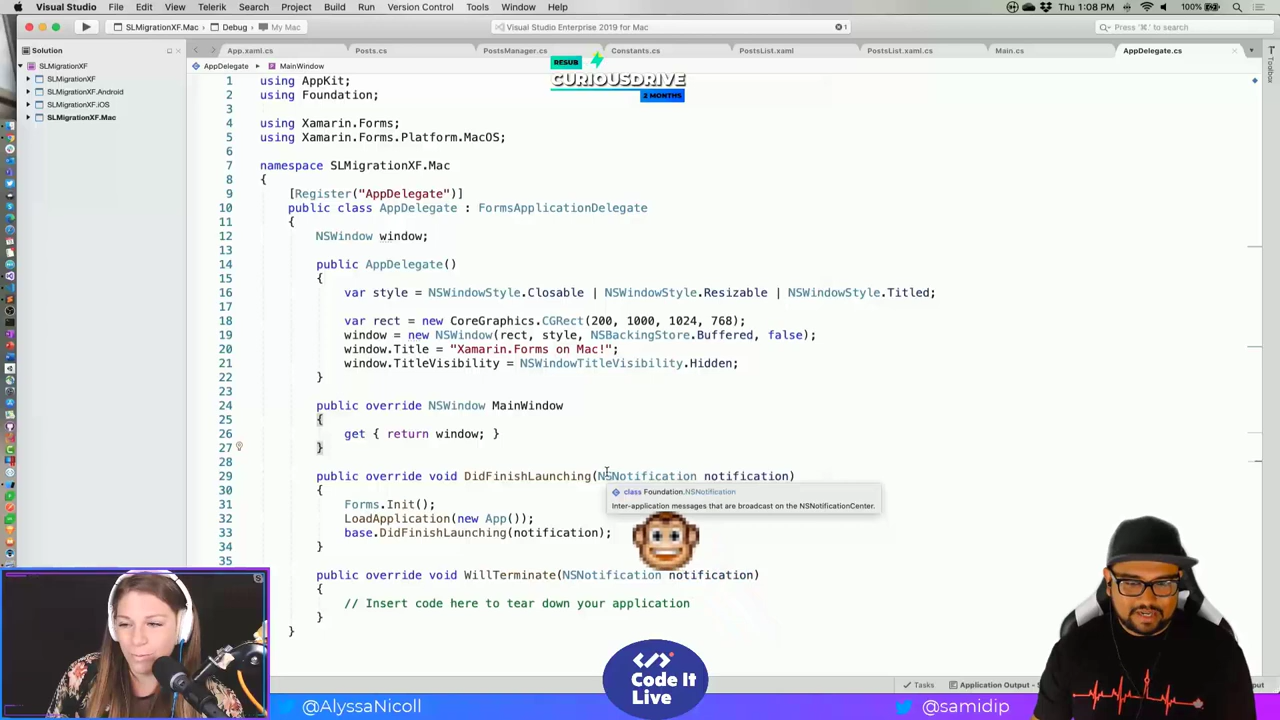 Visual Studio File Edit View Telerik Search Project Build Run Version Control Tools Window Help 100% Thu 1:08 PM
SLMigrationXF.Mac Debug My Mac Visual Studio Enterprise 2019 for Mac 1 Press '⌘.' to search
Solution
SLMigrationXF
SLMigrationXF
SLMigrationXF.Android
SLMigrationXF.iOS
SLMigrationXF.Mac
App.xaml.cs Posts.cs PostsManager.cs Constants.cs PostsList.xaml PostsList.xaml.cs Main.cs AppDelegate.cs
Toolbox
AppDelegate MainWindow
RESUB
CURIOUSDRIVE
2 MONTHS
1 using AppKit;
2 using Foundation;
3
4 using Xamarin.Forms;
5 using Xamarin.Forms.Platform.MacOS;
6
7 namespace SLMigrationXF.Mac
8 {
9 [Register("AppDelegate")]
10 public class AppDelegate : FormsApplicationDelegate
11 {
12 NSWindow window;
13
14 public AppDelegate()
15 {
16 var style = NSWindowStyle.Closable | NSWindowStyle.Resizable | NSWindowStyle.Titled;
17
18 var rect = new CoreGraphics.CGRect(200, 1000, 1024, 768);
19 window = new NSWindow(rect, style, NSBackingStore.Buffered, false);
20 window.Title = "Xamarin.Forms on Mac!";
21 window.TitleVisibility = NSWindowTitleVisibility.Hidden;
22 }
23
24 public override NSWindow MainWindow
25 {
26 get { return window; }
27 }
28
29 public override void DidFinishLaunching(NSNotification notification)
30 {
31 Forms.Init();
32 LoadApplication(new App());
33 base.DidFinishLaunching(notification);
34 }
35
public override void WillTerminate(NSNotification notification)
{
// Insert code here to tear down your application
}
}
class Foundation.NSNotification
Inter-application messages that are broadcast on the NSNotificationCenter.
Code It
Live
Tasks Application Output
@AlyssaNicoll
@samidip